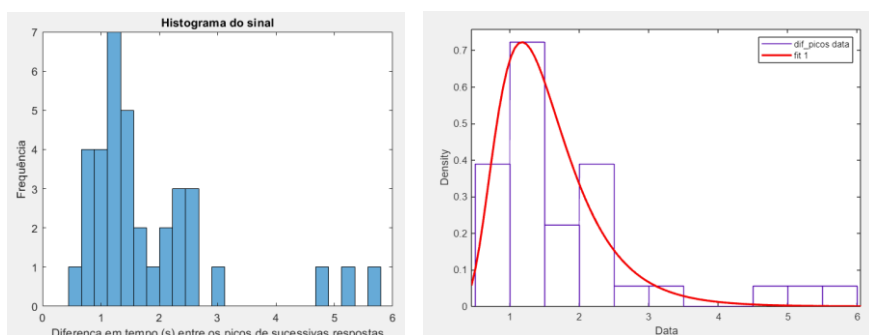 Histograma do sinal
7
6
5
4
3
2
1
0
Frequência
0 1 2 3 4 5 6
Diferença em tempo (s) entre os picos de sucessivas respostas
dif_picos data
fit 1
0.7
0.6
0.5
0.4
0.3
0.2
0.1
0
Density
1 2 3 4 5 6
Data